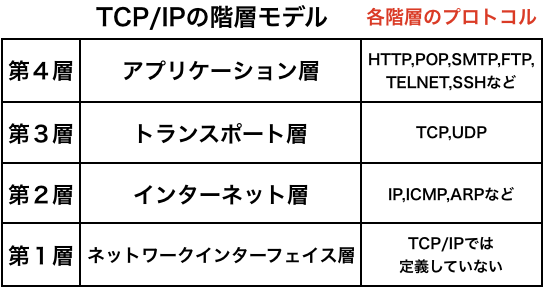 TCP/IPの階層モデル 各階層のプロトコル
第4層 アプリケーション層 HTTP,POP,SMTP,FTP,
TELNET,SSHなど
第3層 トランスポート層 TCP,UDP
第2層 インターネット層 IP,ICMP,ARPなど
第1層 ネットワークインターフェイス層 TCP/IPでは
定義していない